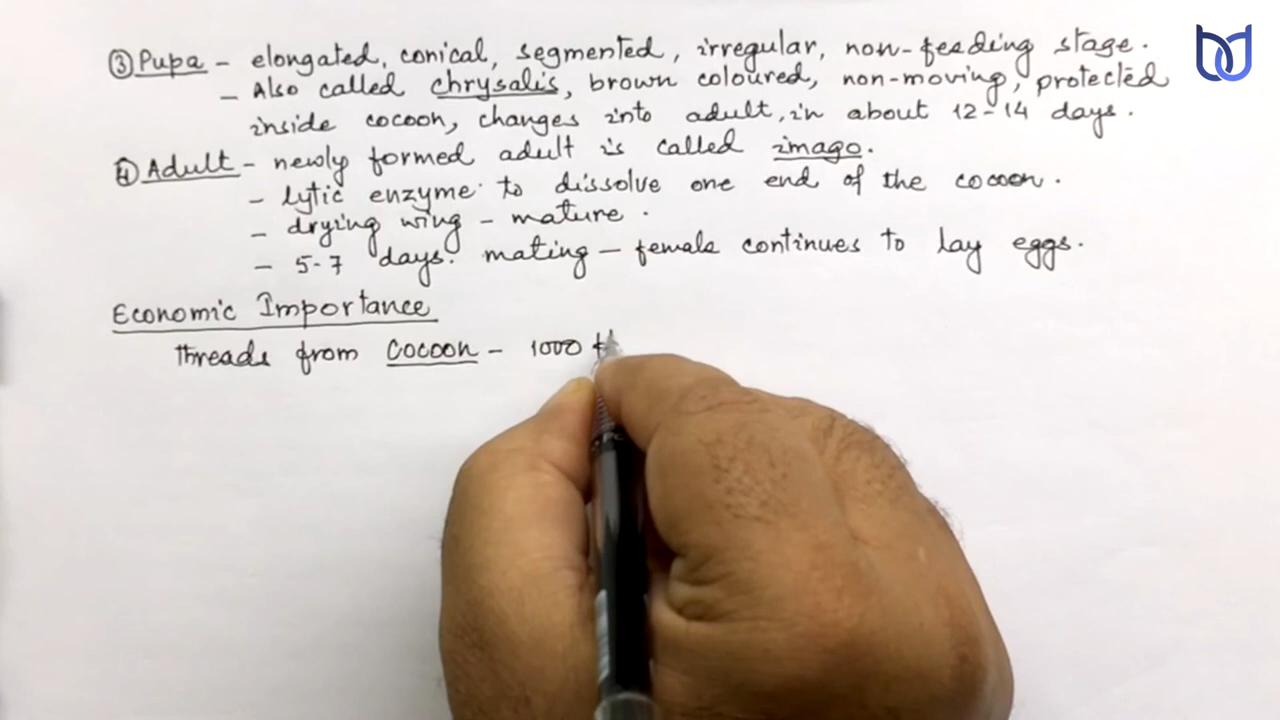 ③ Pupa - elongated, conical, segmented, irregular, non-feeding stage.
- Also called chrysalis, brown coloured, non-moving, protected
inside cocoon, changes into adult, in about 12-14 days.
④ Adult - newly formed adult is called imago.
- lytic enzyme to dissolve one end of the cocoon.
- drying wing - mature.
- 5-7 days. mating - female continues to lay eggs.
Economic Importance
threads from cocoon - 1000